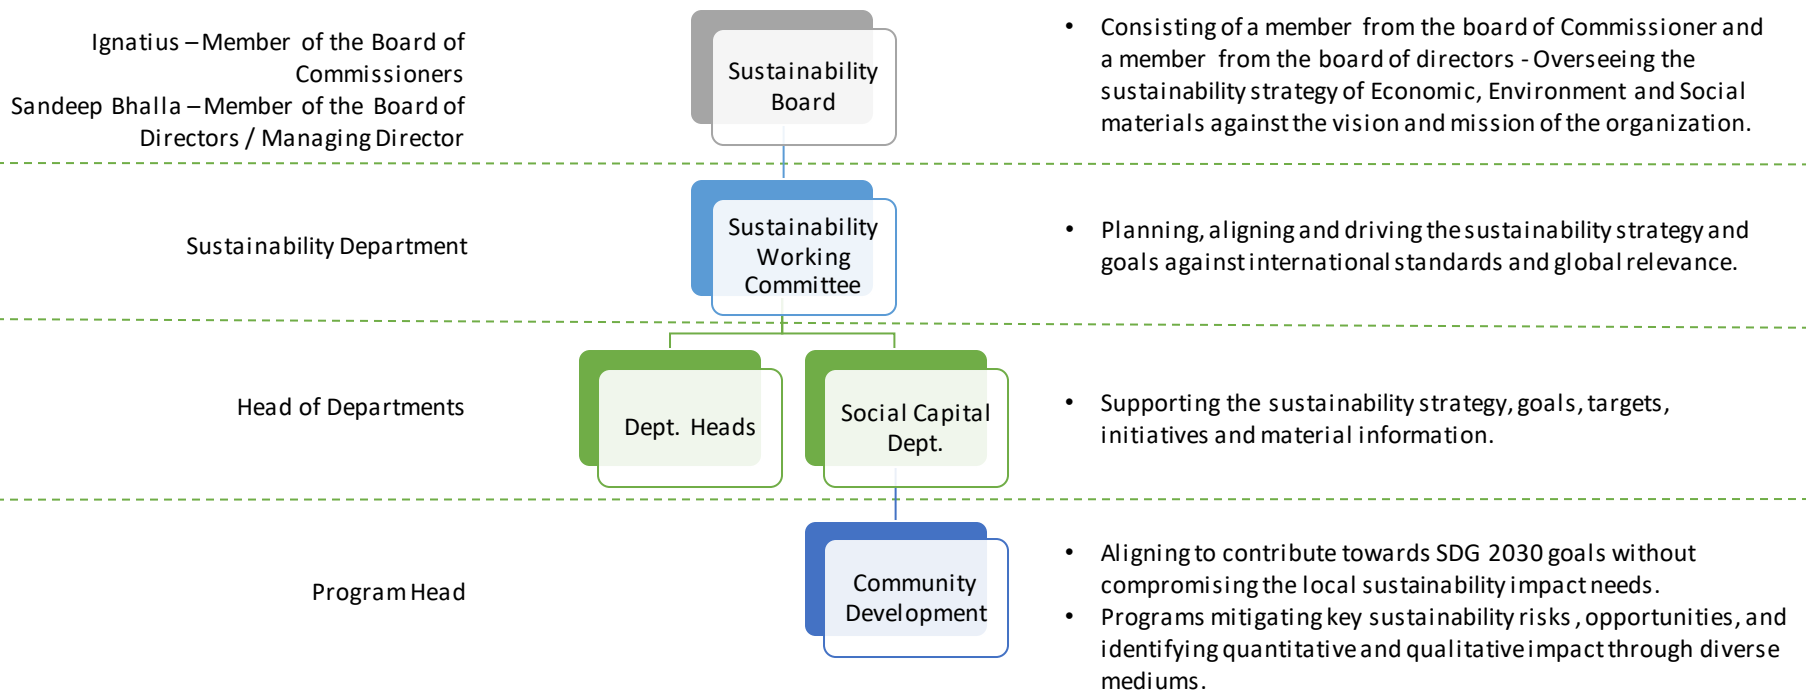 Ignatius – Member of the Board of
Commissioners
Sandeep Bhalla – Member of the Board of
Directors / Managing Director
Sustainability
Board
• Consisting of a member from the board of Commissioner and
a member from the board of directors - Overseeing the
sustainability strategy of Economic, Environment and Social
materials against the vision and mission of the organization.
Sustainability Department
Sustainability
Working
Committee
• Planning, aligning and driving the sustainability strategy and
goals against international standards and global relevance.
Head of Departments
Dept. Heads
Social Capital
Dept.
• Supporting the sustainability strategy, goals, targets,
initiatives and material information.
Program Head
Community
Development
• Aligning to contribute towards SDG 2030 goals without
compromising the local sustainability impact needs.
• Programs mitigating key sustainability risks, opportunities, and
identifying quantitative and qualitative impact through diverse
mediums.